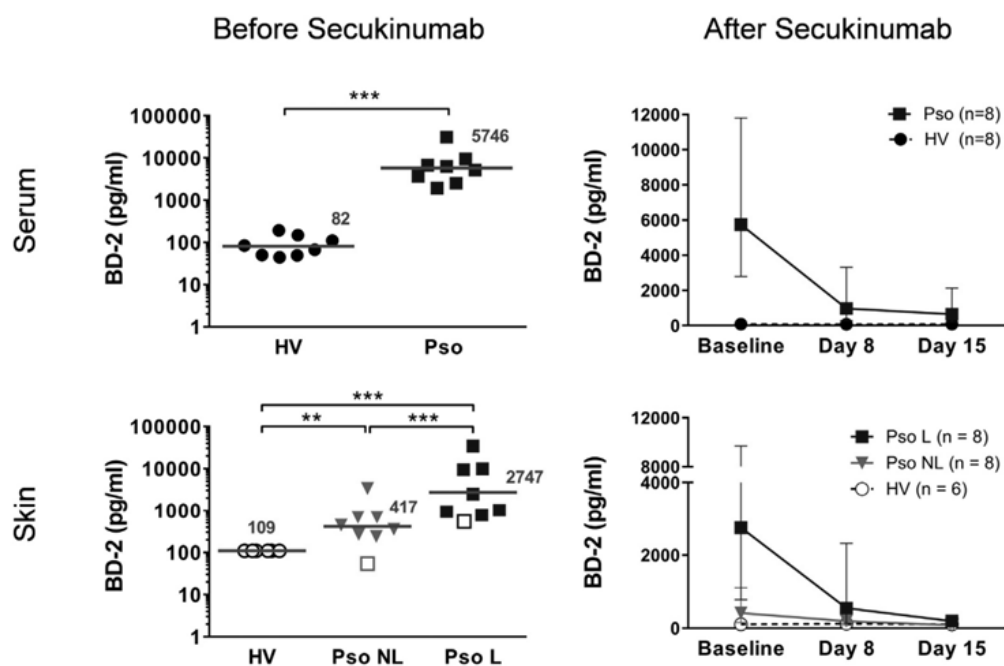 Before Secukinumab
After Secukinumab
Serum
BD-2 (pg/ml)
100000
10000
1000
100
10
1
***
82
5746
HV
Pso
BD-2 (pg/ml)
12000
10000
8000
6000
4000
2000
0
Pso (n=8)
HV (n=8)
Baseline
Day 8
Day 15
Skin
BD-2 (pg/ml)
100000
10000
1000
100
10
1
***
**
***
109
417
2747
HV
Pso NL
Pso L
BD-2 (pg/ml)
12000
8000
4000
2000
0
Pso L (n = 8)
Pso NL (n = 8)
HV (n = 6)
Baseline
Day 8
Day 15